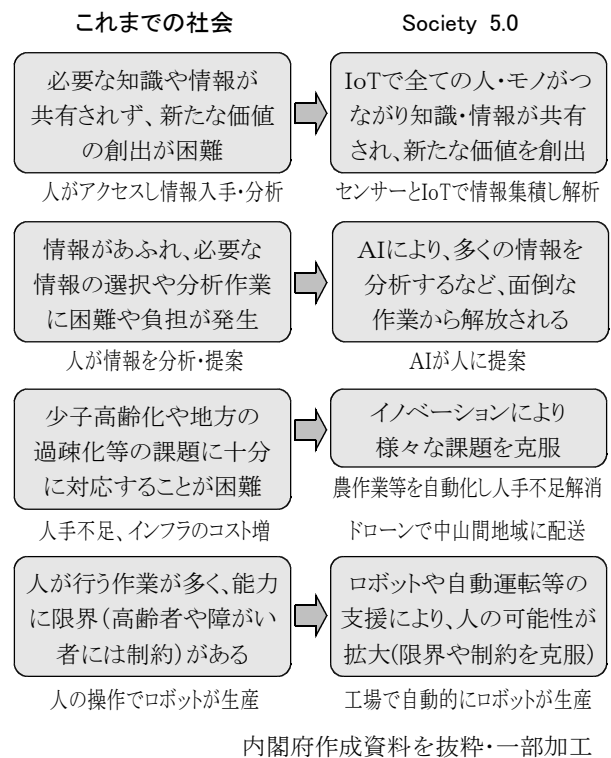 これまでの社会
Society 5.0
必要な知識や情報が
共有されず、新たな価値
の創出が困難
人がアクセスし情報入手・分析
IoTで全ての人・モノがつ
ながり知識・情報が共有
され、新たな価値を創出
センサーとIoTで情報集積し解析
情報があふれ、必要な
情報の選択や分析作業
に困難や負担が発生
人が情報を分析・提案
AIにより、多くの情報を
分析するなど、面倒な
作業から解放される
AIが人に提案
少子高齢化や地方の
過疎化等の課題に十分
に対応することが困難
人手不足、インフラのコスト増
イノベーションにより
様々な課題を克服
農作業等を自動化し人手不足解消
ドローンで中山間地域に配送
人が行う作業が多く、能力
に限界（高齢者や障がい
者には制約）がある
人の操作でロボットが生産
ロボットや自動運転等の
支援により、人の可能性が
拡大(限界や制約を克服)
工場で自動的にロボットが生産
内閣府作成資料を抜粋・一部加工